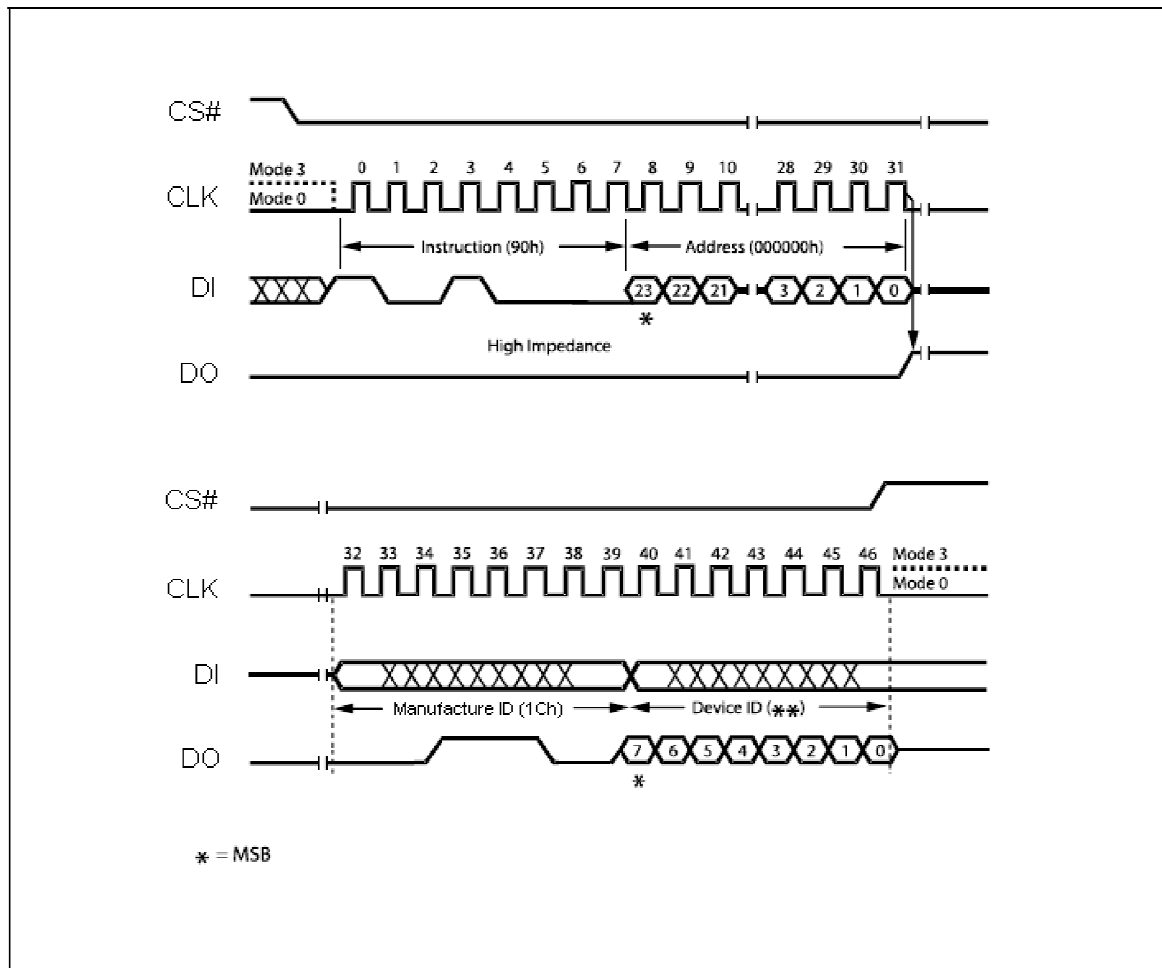 CS#
Mode 3
0 1 2 3 4 5 6 7 8 9 10 28 29 30 31
CLK
Mode 0
Instruction (90h) Address (000000h)
DI
23 22 21 3 2 1 0
*
High Impedance
DO
CS#
32 33 34 35 36 37 38 39 40 41 42 43 44 45 46 Mode 3
CLK
Mode 0
DI
Manufacture ID (1Ch) Device ID (**)
DO
7 6 5 4 3 2 1 0
*
* = MSB